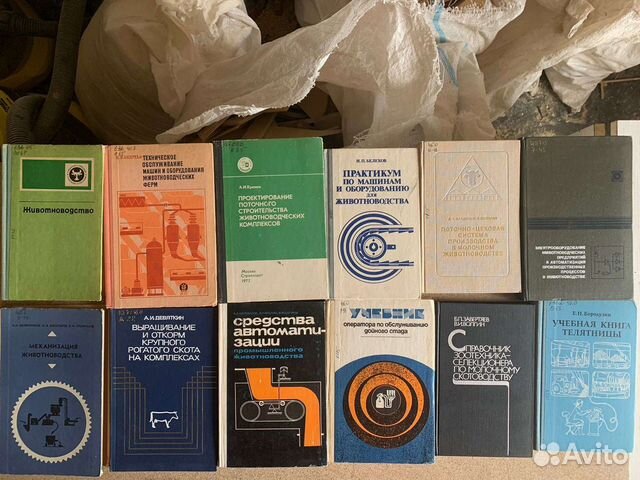 Животноводство
ТЕХНИЧЕСКОЕ
ОБСЛУЖИВАНИЕ
МАШИН И ОБОРУДОВАНИЯ
ЖИВОТНОВОДЧЕСКИХ
ФЕРМ
ПРОЕКТИРОВАНИЕ
ПОТОЧНОГО
СТРОИТЕЛЬСТВА
ЖИВОТНОВОДЧЕСКИХ
КОМПЛЕКСОВ
Москва
Стройиздат
И. П. БЕЛЕХОВ
ПРАКТИКУМ
ПО МАШИНАМ
И ОБОРУДОВАНИЮ
ДЛЯ
ЖИВОТНОВОДСТВА
ПОТОЧНО-ЦЕХОВАЯ
СИСТЕМА
ПРОИЗВОДСТВА
В МОЛОЧНОМ
ЖИВОТНОВОДСТВЕ
ЭЛЕКТРООБОРУДОВАНИЕ
ЖИВОТНОВОДЧЕСКИХ
ПРЕДПРИЯТИЙ
И АВТОМАТИЗАЦИЯ
ПРОИЗВОДСТВЕННЫХ
ПРОЦЕССОВ
В ЖИВОТНОВОДСТВЕ
МЕХАНИЗАЦИЯ
ЖИВОТНОВОДСТВА
А. И. ДЕВЯТКИН
ВЫРАЩИВАНИЕ
И ОТКОРМ
КРУПНОГО
РОГАТОГО СКОТА
НА КОМПЛЕКСАХ
средства
автомати-
зации
промышленного
животноводства
УЧЕБНИК
оператора по обслуживанию
дойного стада
Б.П. ЗАВЕРТЯЕВ
В.И. ВОЛГИН
СПРАВОЧНИК
ЗООТЕХНИКА-
СЕЛЕКЦИОНЕРА
ПО МОЛОЧНОМУ
СКОТОВОДСТВУ
Е. Н. Бородулин
УЧЕБНАЯ КНИГА
ТЕЛЯТНИЦЫ
Avito